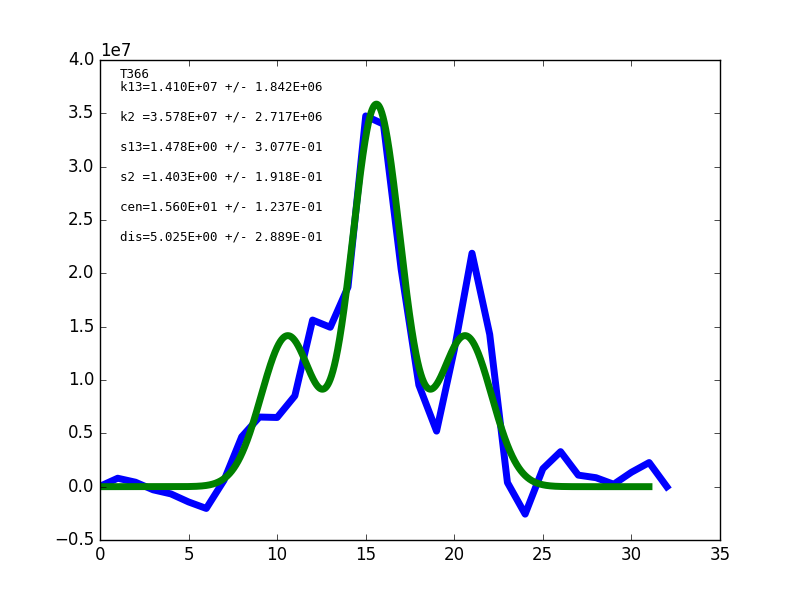 1e7
T366
k13=1.410E+07 +/- 1.842E+06
k2 =3.578E+07 +/- 2.717E+06
s13=1.478E+00 +/- 3.077E-01
s2 =1.403E+00 +/- 1.918E-01
cen=1.560E+01 +/- 1.237E-01
dis=5.025E+00 +/- 2.889E-01
4.0
3.5
3.0
2.5
2.0
1.5
1.0
0.5
0.0
−0.5
0 5 10 15 20 25 30 35